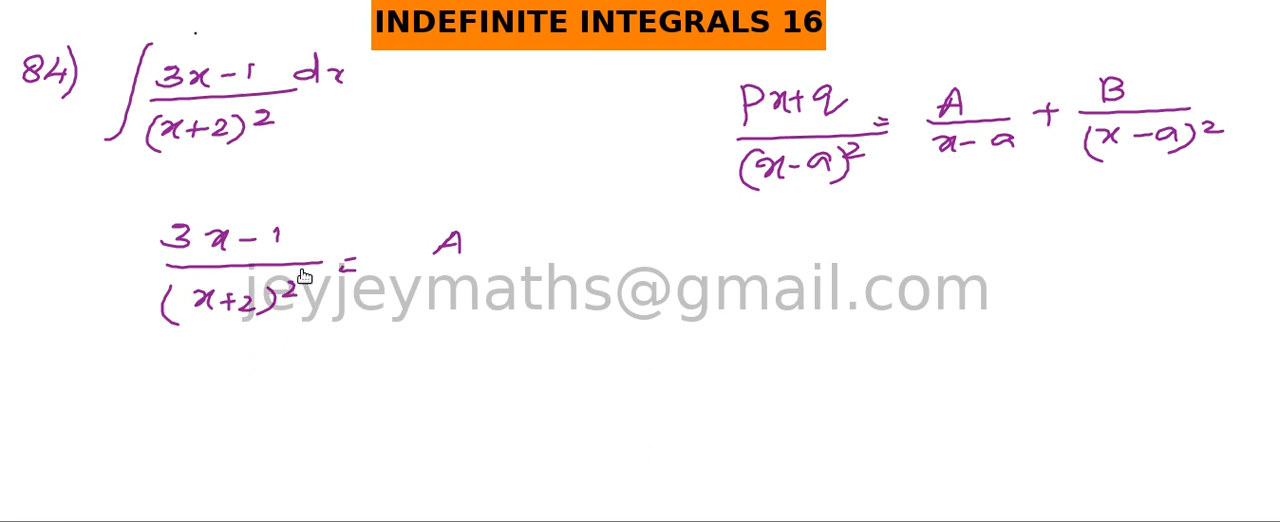 INDEFINITE INTEGRALS 16
84) ∫ (3x-1)/(x+2)² dx
(Px+q)/(x-a)² = A/(x-a) + B/(x-a)²
(3x-1)/(x+2)² = A
jeyjeymaths@gmail.com